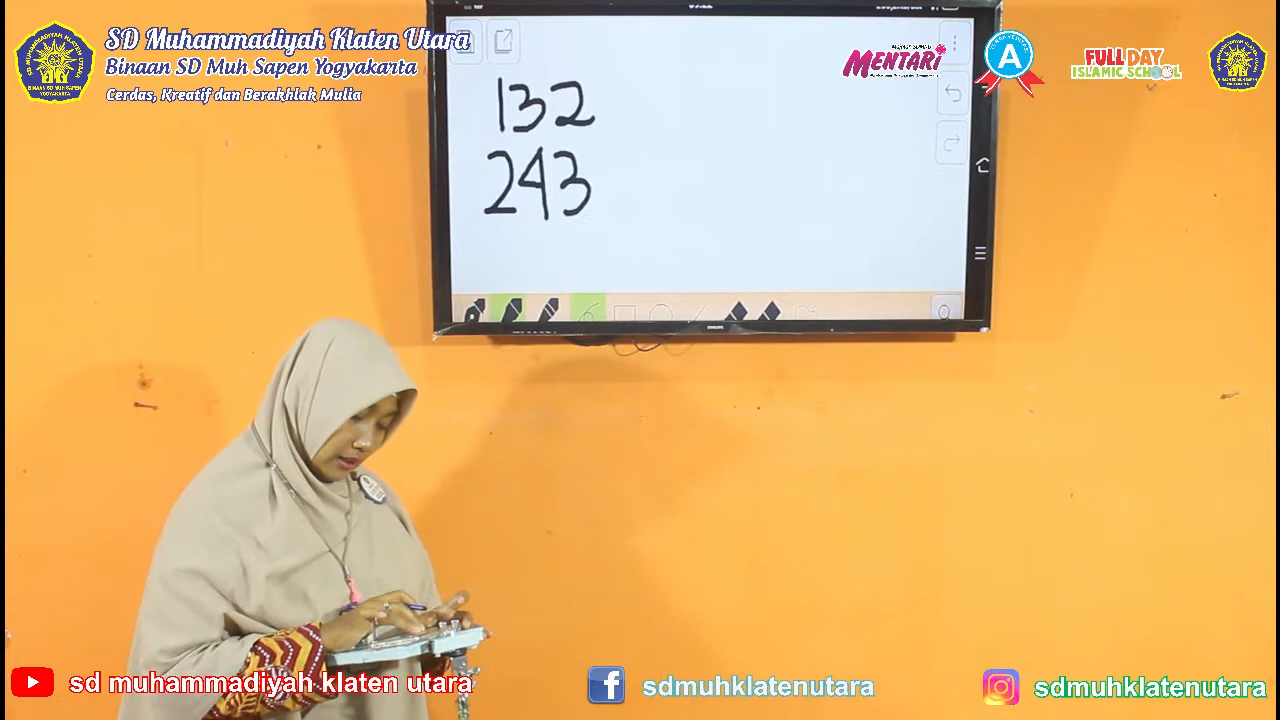 SD Muhammadiyah Klaten Utara
Binaan SD Muh Sapen Yogyakarta
Cerdas, Kreatif dan Berakhlak Mulia
MENTARI
A
FULL DAY
ISLAMIC SCHOOL
132
243
sd muhammadiyah klaten utara
sdmuhklatenutara
sdmuhklatenutara